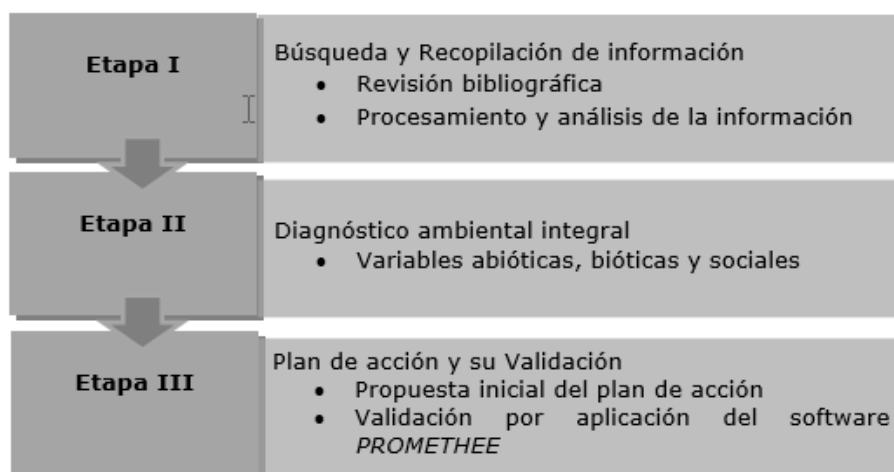 Etapa I
Búsqueda y Recopilación de información
• Revisión bibliográfica
• Procesamiento y análisis de la información
Etapa II
Diagnóstico ambiental integral
• Variables abióticas, bióticas y sociales
Etapa III
Plan de acción y su Validación
• Propuesta inicial del plan de acción
• Validación por aplicación del software
PROMETHEE